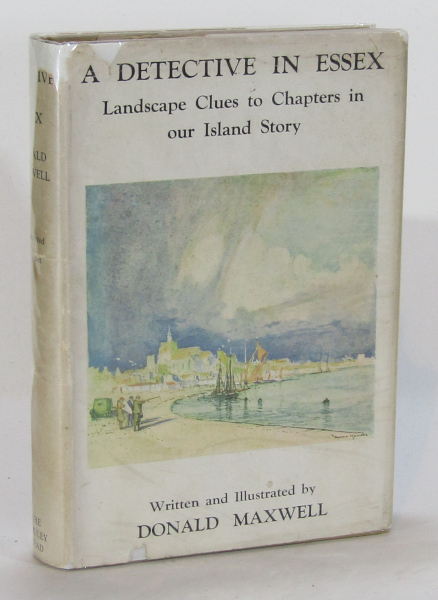 A DETECTIVE IN ESSEX
Landscape Clues to Chapters in
our Island Story
Written and Illustrated by
DONALD MAXWELL